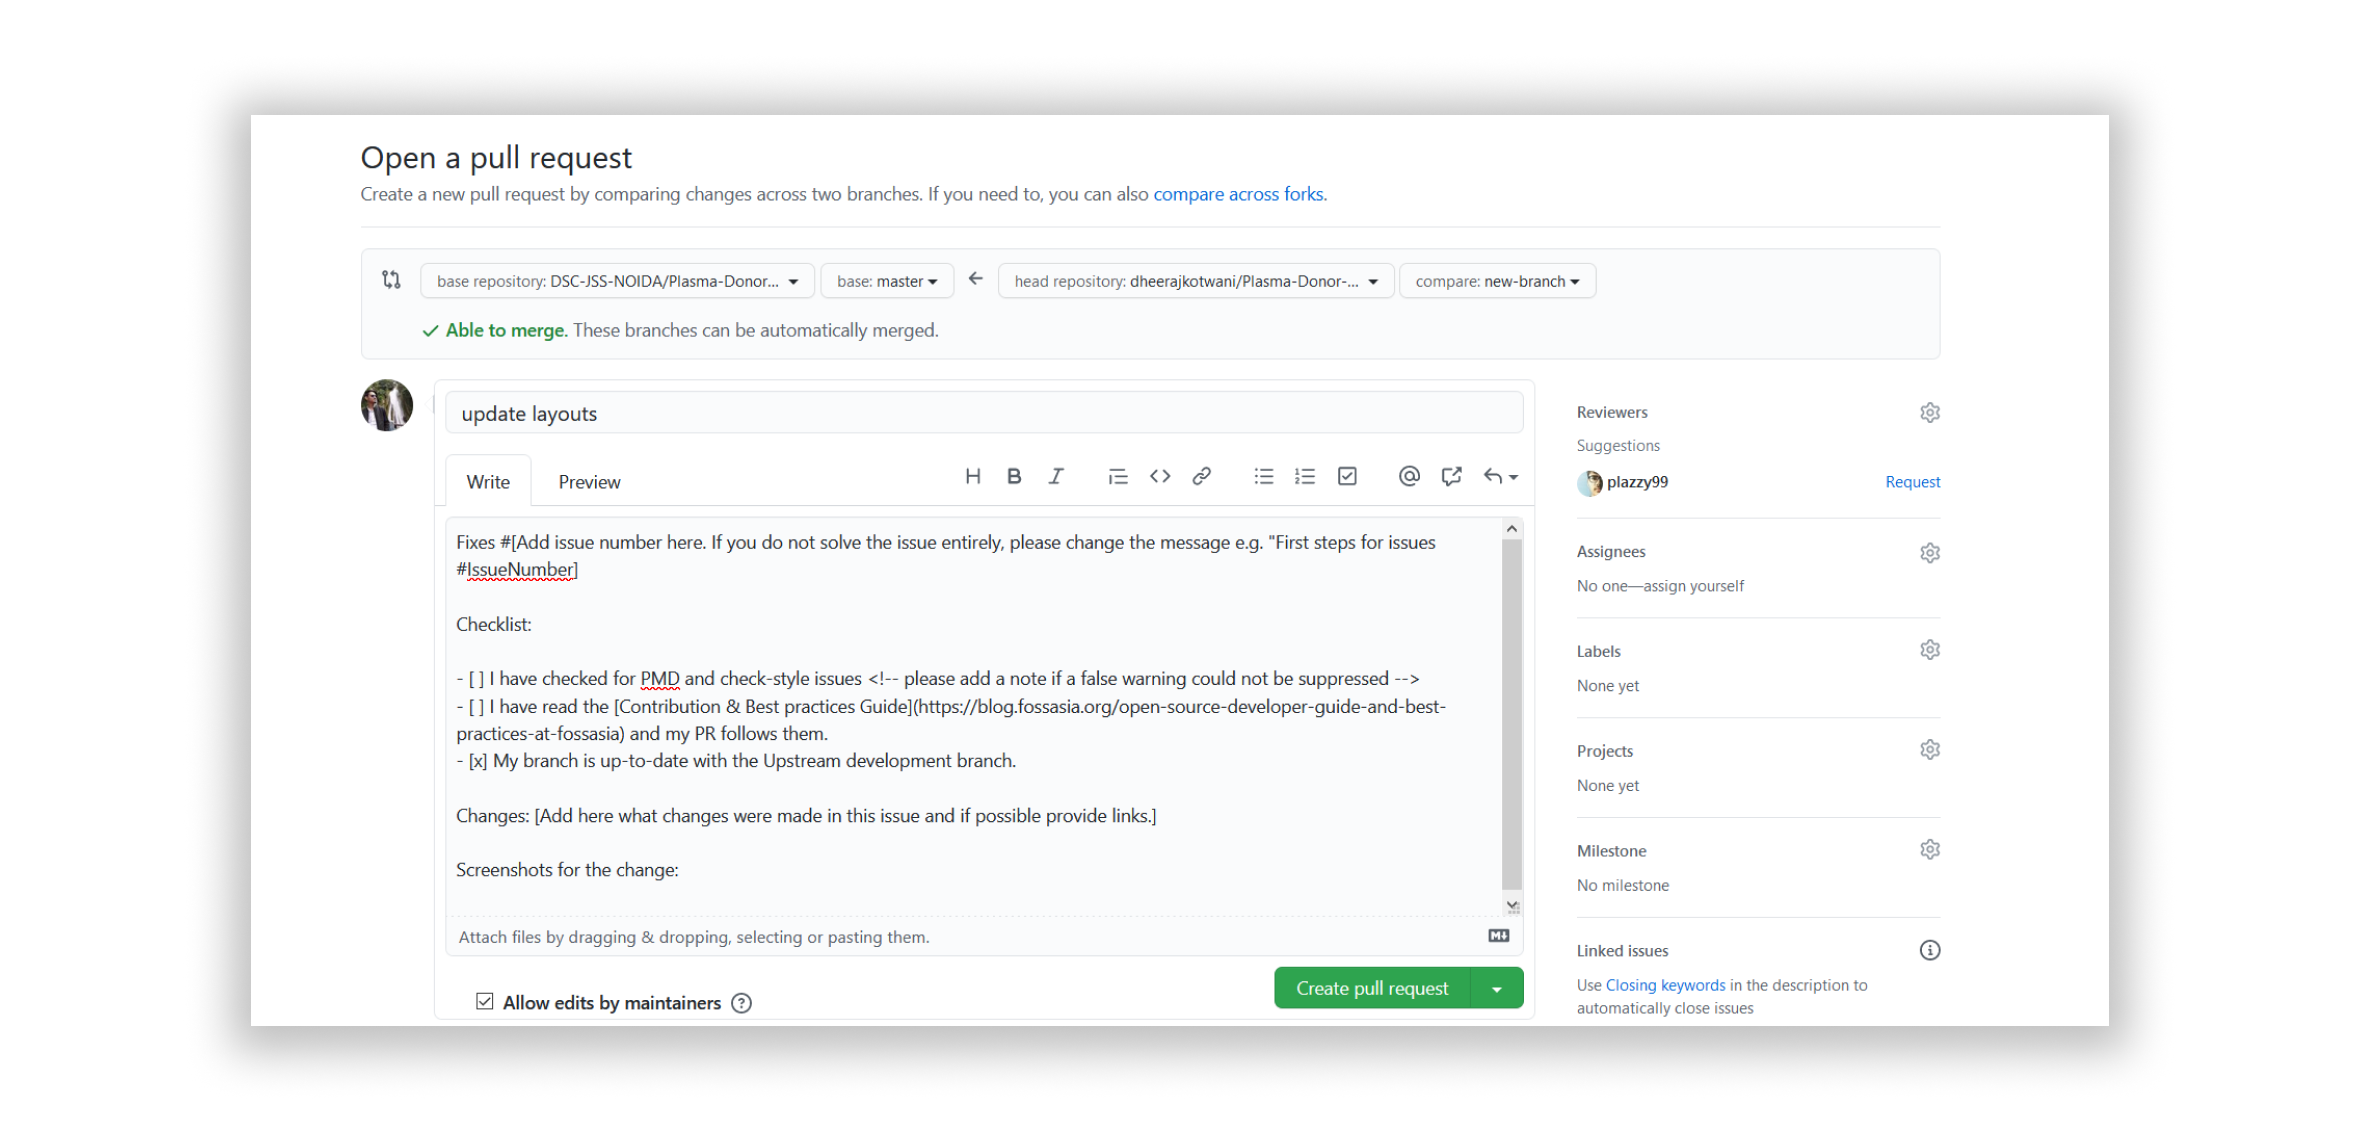 Open a pull request
Create a new pull request by comparing changes across two branches. If you need to, you can also compare across forks.
base repository: DSC-JSS-NOIDA/Plasma-Donor... base: master head repository: dheerajkotwani/Plasma-Donor-... compare: new-branch
Able to merge. These branches can be automatically merged.
update layouts
Write Preview H B I
Fixes #[Add issue number here. If you do not solve the issue entirely, please change the message e.g. "First steps for issues
#IssueNumber]
Checklist:
- [ ] I have checked for PMD and check-style issues <!-- please add a note if a false warning could not be suppressed -->
- [ ] I have read the [Contribution & Best practices Guide](https://blog.fossasia.org/open-source-developer-guide-and-best-
practices-at-fossasia) and my PR follows them.
- [x] My branch is up-to-date with the Upstream development branch.
Changes: [Add here what changes were made in this issue and if possible provide links.]
Screenshots for the change:
Attach files by dragging & dropping, selecting or pasting them.
Allow edits by maintainers
Create pull request
Reviewers
Suggestions
plazzy99 Request
Assignees
No one—assign yourself
Labels
None yet
Projects
None yet
Milestone
No milestone
Linked issues
Use Closing keywords in the description to
automatically close issues